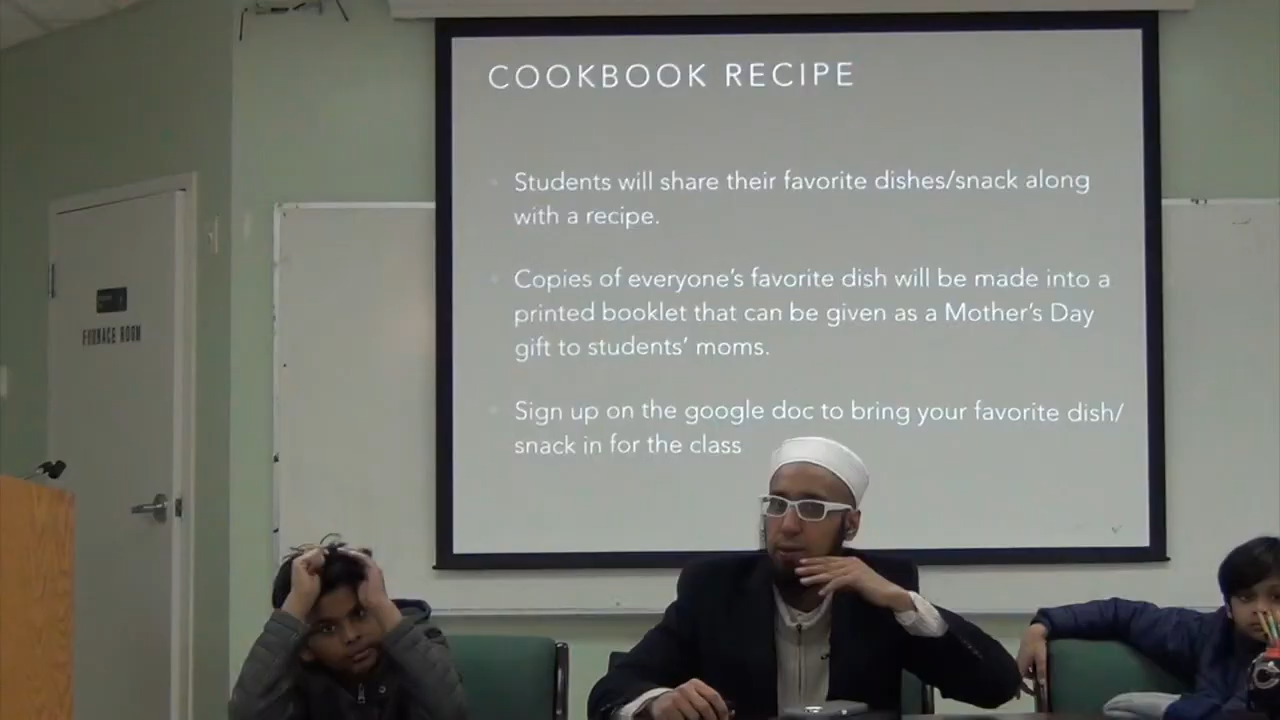 COOKBOOK RECIPE
Students will share their favorite dishes/snack along
with a recipe.
Copies of everyone's favorite dish will be made into a
printed booklet that can be given as a Mother's Day
gift to students' moms.
Sign up on the google doc to bring your favorite dish/
snack in for the class
FURNACE ROOM